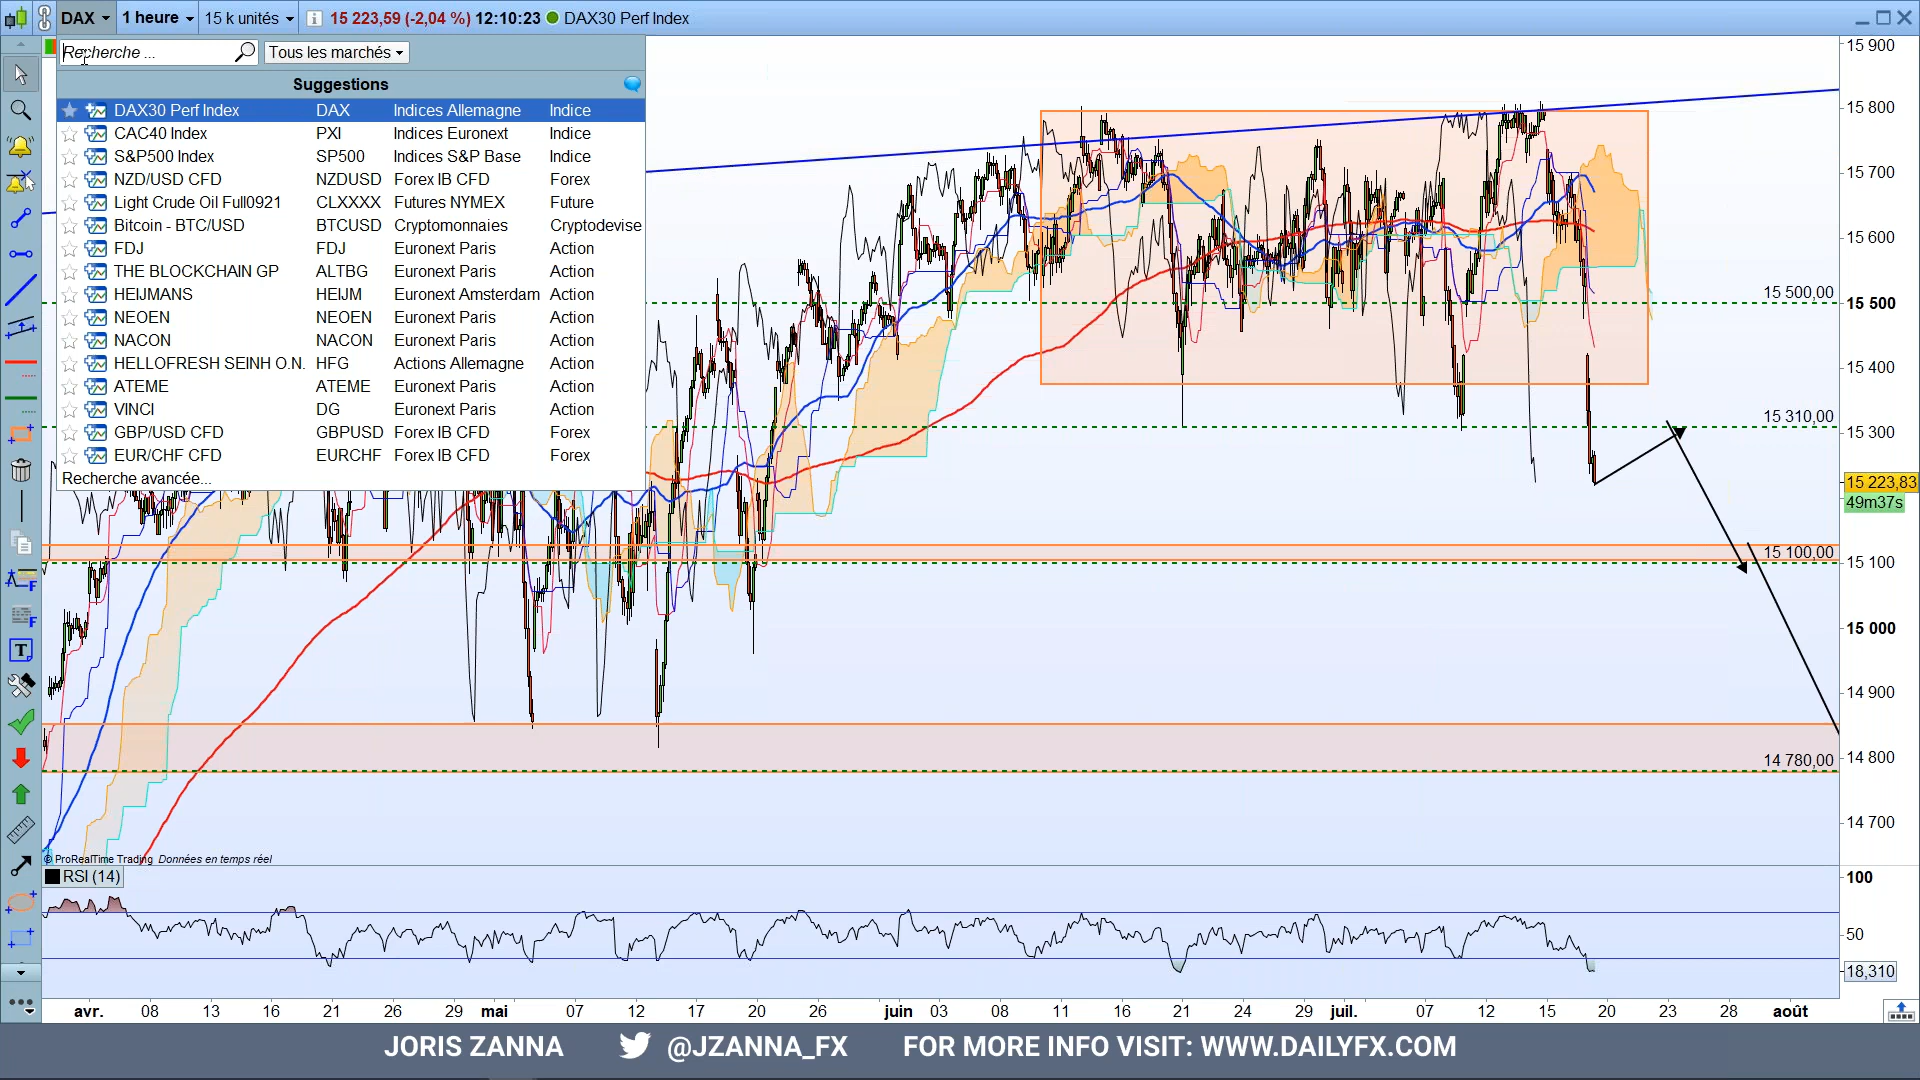 DAX 1 heure 15 k unités 15 223,59 (-2,04 %) 12:10:23 DAX30 Perf Index
Recherche ... Tous les marchés
Suggestions
DAX30 Perf Index DAX Indices Allemagne Indice
CAC40 Index PXI Indices Euronext Indice
S&P500 Index SP500 Indices S&P Base Indice
NZD/USD CFD NZDUSD Forex IB CFD Forex
Light Crude Oil Full0921 CLXXXX Futures NYMEX Future
Bitcoin - BTC/USD BTCUSD Cryptomonnaies Cryptodevise
FDJ FDJ Euronext Paris Action
THE BLOCKCHAIN GP ALTBG Euronext Paris Action
HEIJMANS HEIJM Euronext Amsterdam Action
NEOEN NEOEN Euronext Paris Action
NACON NACON Euronext Paris Action
HELLOFRESH SEINH O.N. HFG Actions Allemagne Action
ATEME ATEME Euronext Paris Action
VINCI DG Euronext Paris Action
GBP/USD CFD GBPUSD Forex IB CFD Forex
EUR/CHF CFD EURCHF Forex IB CFD Forex
Recherche avancée...
15 900
15 800
15 700
15 600
15 500,00
15 500
15 400
15 310,00
15 300
15 223,83
49m37s
15 100,00
15 100
15 000
14 900
14 780,00
14 800
14 700
© ProRealTime Trading Données en temps réel
RSI (14)
100
50
18,310
avr. 08 13 16 21 26 29 mai 07 12 17 20 26 juin 03 08 11 16 21 24 29 juil. 07 12 15 20 23 28 août
JORIS ZANNA @JZANNA_FX FOR MORE INFO VISIT: WWW.DAILYFX.COM